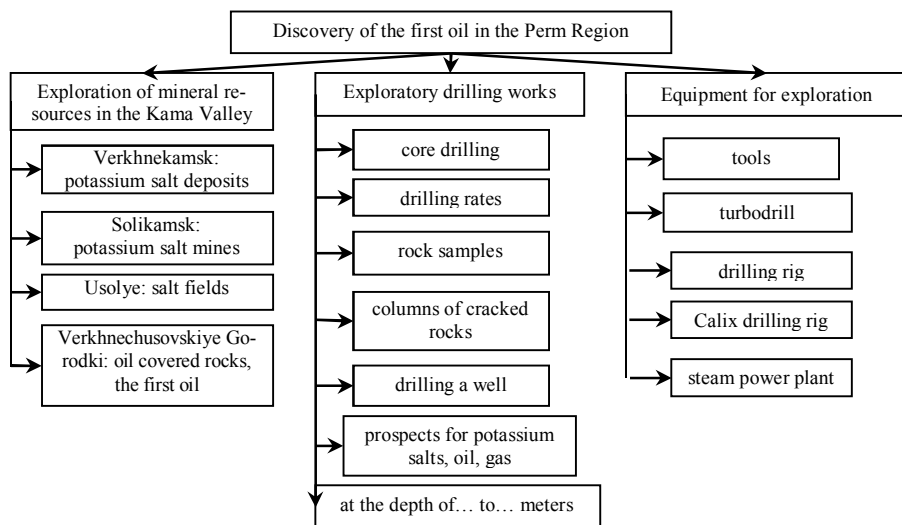 Discovery of the first oil in the Perm Region
Exploration of mineral re-
sources in the Kama Valley
Verkhnekamsk:
potassium salt deposits
Solikamsk:
potassium salt mines
Usolye: salt fields
Verkhnechusovskiye Go-
rodki: oil covered rocks,
the first oil
Exploratory drilling works
core drilling
drilling rates
rock samples
columns of cracked
rocks
drilling a well
prospects for potassium
salts, oil, gas
at the depth of… to… meters
Equipment for exploration
tools
turbodrill
drilling rig
Calix drilling rig
steam power plant